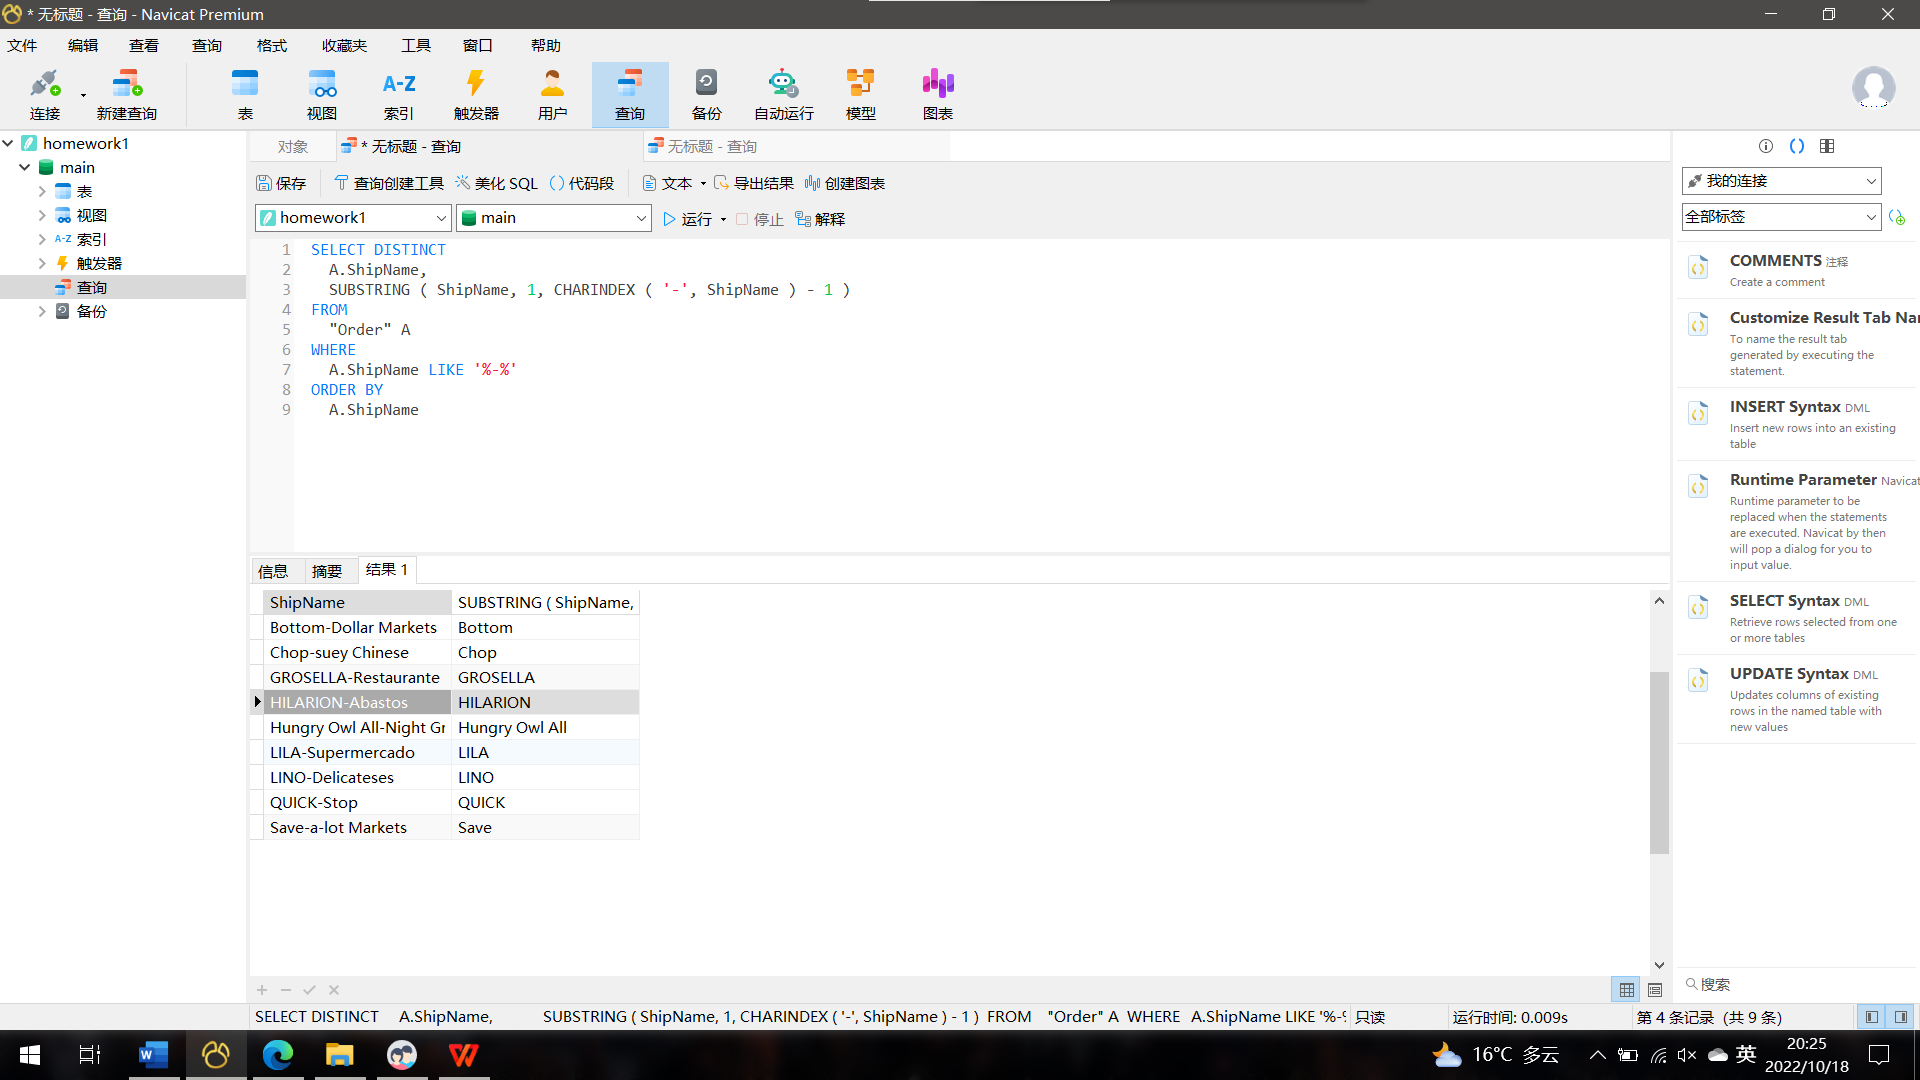 * 无标题 - 查询 - Navicat Premium
文件 编辑 查看 查询 格式 收藏夹 工具 窗口 帮助
连接 新建查询 表 视图 A-Z 索引 触发器 用户 查询 备份 自动运行 模型 图表
homework1
main
表
视图
A-Z 索引
触发器
查询
备份
对象 * 无标题 - 查询 无标题 - 查询
保存 查询创建工具 美化 SQL () 代码段 文本 导出结果 创建图表
homework1 main 运行 停止 解释
1 SELECT DISTINCT
2 A.ShipName,
3 SUBSTRING ( ShipName, 1, CHARINDEX ( '-', ShipName ) - 1 )
4 FROM
5 "Order" A
6 WHERE
7 A.ShipName LIKE '%-%'
8 ORDER BY
9 A.ShipName
信息 摘要 结果 1
ShipName SUBSTRING ( ShipName,
Bottom-Dollar Markets Bottom
Chop-suey Chinese Chop
GROSELLA-Restaurante GROSELLA
HILARION-Abastos HILARION
Hungry Owl All-Night Gr Hungry Owl All
LILA-Supermercado LILA
LINO-Delicateses LINO
QUICK-Stop QUICK
Save-a-lot Markets Save
我的连接
全部标签
COMMENTS 注释
Create a comment
Customize Result Tab Nar
To name the result tab
generated by executing the
statement.
INSERT Syntax DML
Insert new rows into an existing
table
Runtime Parameter Navicat
Runtime parameter to be
replaced when the statements
are executed. Navicat by then
will pop a dialog for you to
input value.
SELECT Syntax DML
Retrieve rows selected from one
or more tables
UPDATE Syntax DML
Updates columns of existing
rows in the named table with
new values
搜索
SELECT DISTINCT A.ShipName, SUBSTRING ( ShipName, 1, CHARINDEX ( '-', ShipName ) - 1 ) FROM "Order" A WHERE A.ShipName LIKE '%-% 只读 运行时间: 0.009s 第 4 条记录 (共 9 条)
16°C 多云 英 20:25
2022/10/18